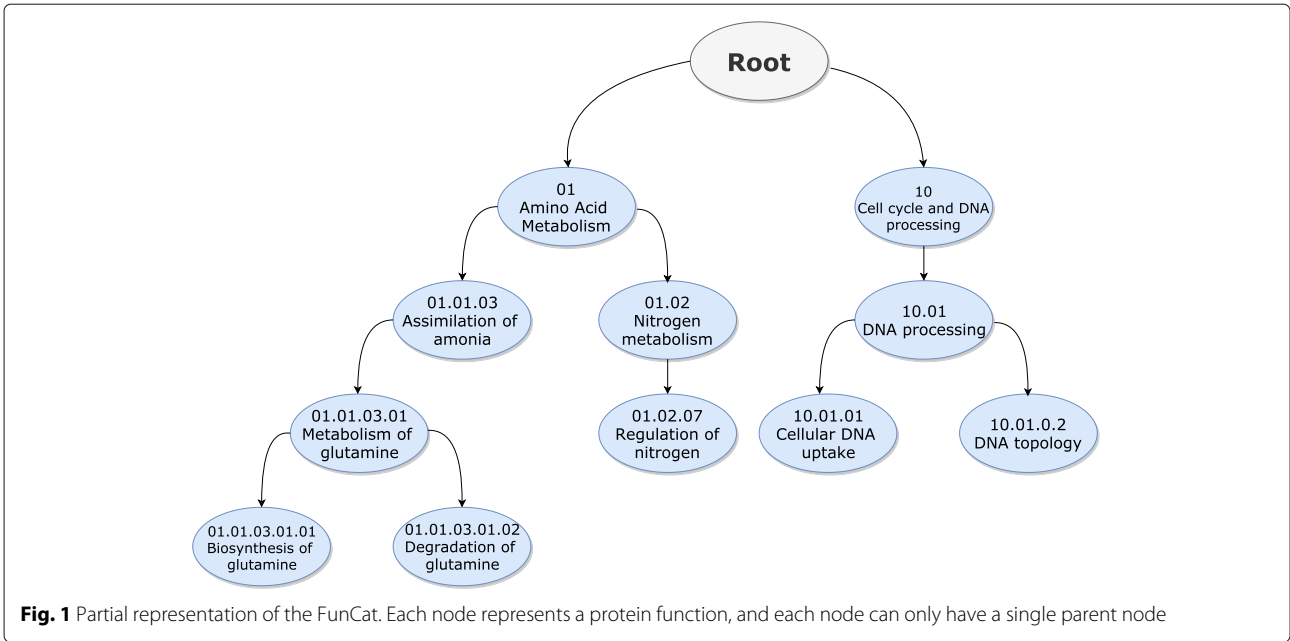 Root
01
Amino Acid
Metabolism
10
Cell cycle and DNA
processing
01.01.03
Assimilation of
amonia
01.02
Nitrogen
metabolism
10.01
DNA processing
01.01.03.01
Metabolism of
glutamine
01.02.07
Regulation of
nitrogen
10.01.01
Cellular DNA
uptake
10.01.0.2
DNA topology
01.01.03.01.01
Biosynthesis of
glutamine
01.01.03.01.02
Degradation of
glutamine
Fig. 1 Partial representation of the FunCat. Each node represents a protein function, and each node can only have a single parent node